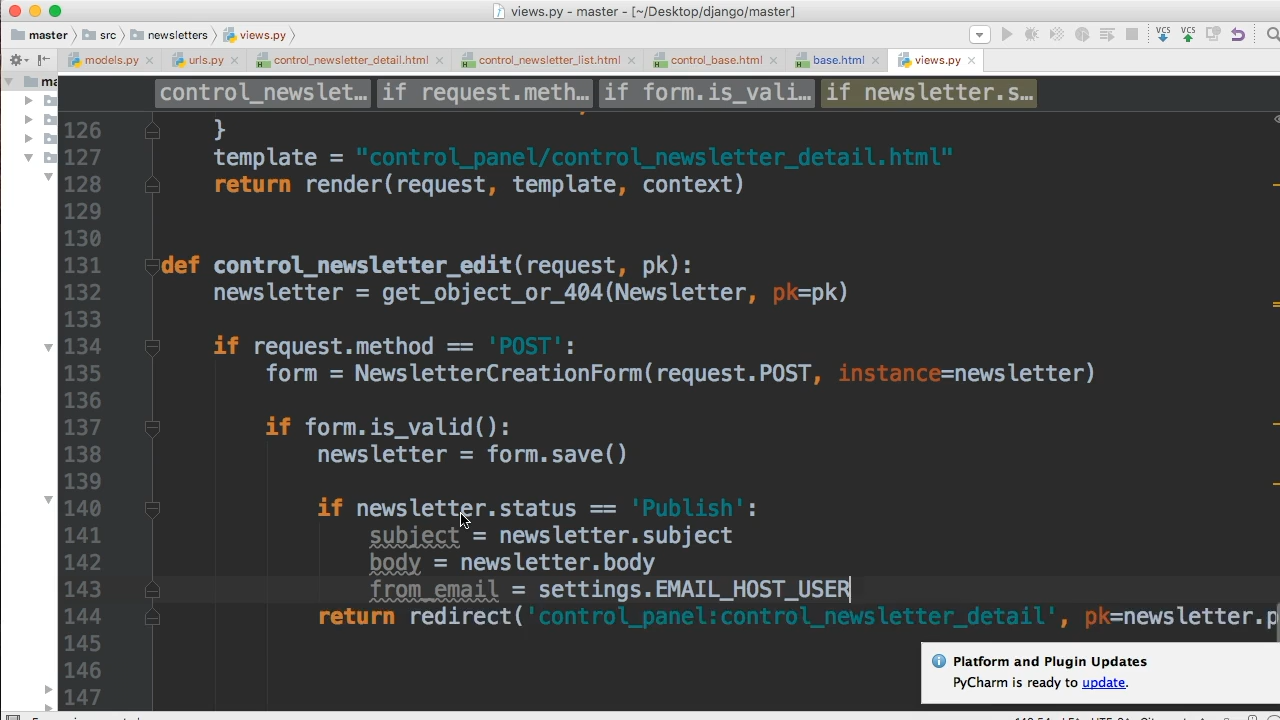 views.py - master - [~/Desktop/django/master]
master src newsletters views.py
models.py urls.py control_newsletter_detail.html control_newsletter_list.html control_base.html base.html views.py
ma control_newslet… if request.meth… if form.is_vali… if newsletter.s…
126 }
127 template = "control_panel/control_newsletter_detail.html"
128 return render(request, template, context)
129
130
131 def control_newsletter_edit(request, pk):
132 newsletter = get_object_or_404(Newsletter, pk=pk)
133
134 if request.method == 'POST':
135 form = NewsletterCreationForm(request.POST, instance=newsletter)
136
137 if form.is_valid():
138 newsletter = form.save()
139
140 if newsletter.status == 'Publish':
141 subject = newsletter.subject
142 body = newsletter.body
143 from_email = settings.EMAIL_HOST_USER
144 return redirect('control_panel:control_newsletter_detail', pk=newsletter.p
145
146
147
Platform and Plugin Updates
PyCharm is ready to update.